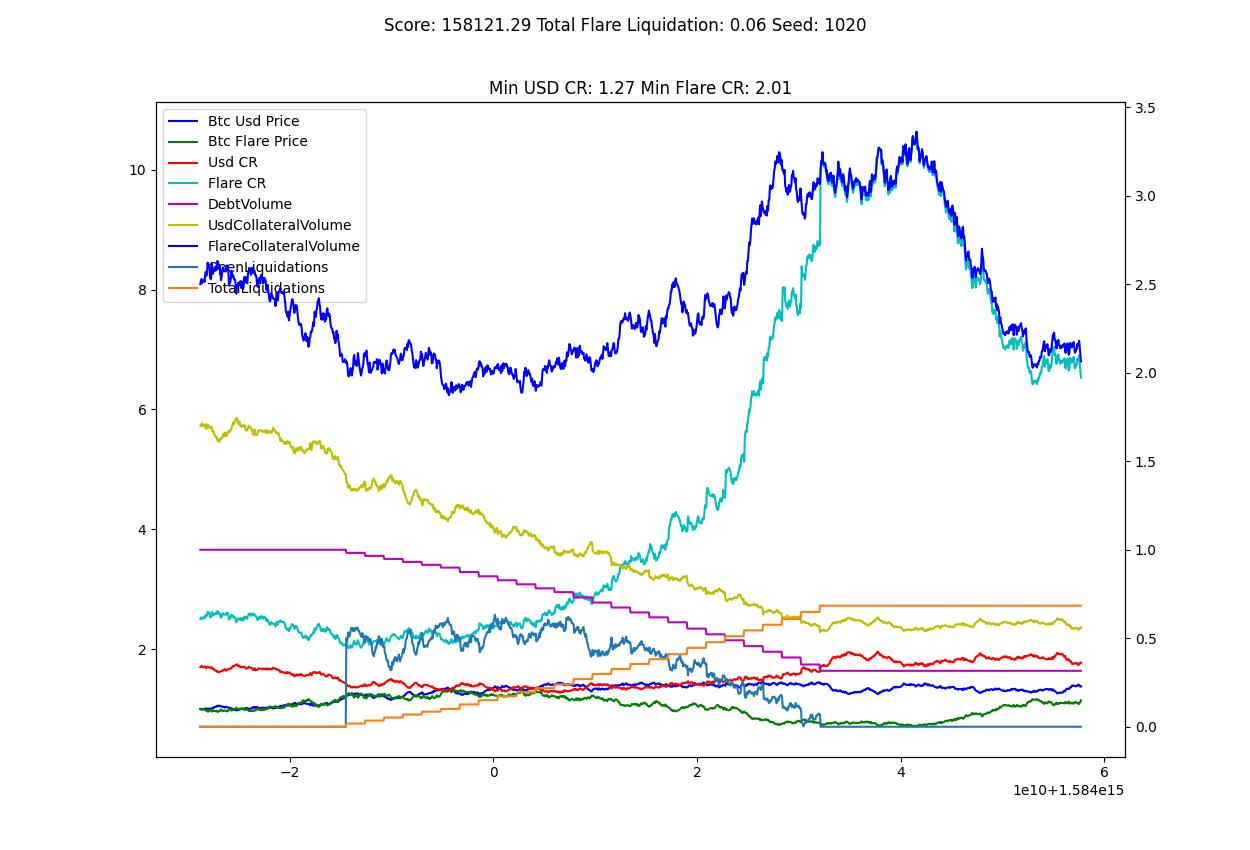 Score: 158121.29 Total Flare Liquidation: 0.06 Seed: 1020
Min USD CR: 1.27 Min Flare CR: 2.01
Btc Usd Price
Btc Flare Price
Usd CR
Flare CR
DebtVolume
UsdCollateralVolume
FlareCollateralVolume
OpenLiquidations
TotalLiquidations
10
8
6
4
2
3.5
3.0
2.5
2.0
1.5
1.0
0.5
0.0
−2
0
2
4
6
1e10+1.584e15